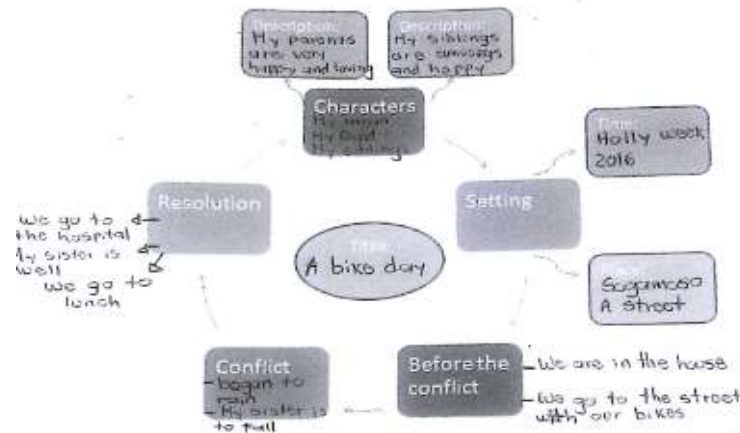 Description:
My parents
are very
happy and loving
Description:
My siblings
are amusings
and happy
Characters
My mom
My Dad
My siblings
Time:
Holly week
2016
Setting
Sogamoso
A street
Title:
A bike day
Before the
conflict
We are in the house
We go to the street
with our bikes
Conflict
began to
rain
My sister is
to fall
Resolution
We go to
the hospital
My sister is
well
We go to
lunch